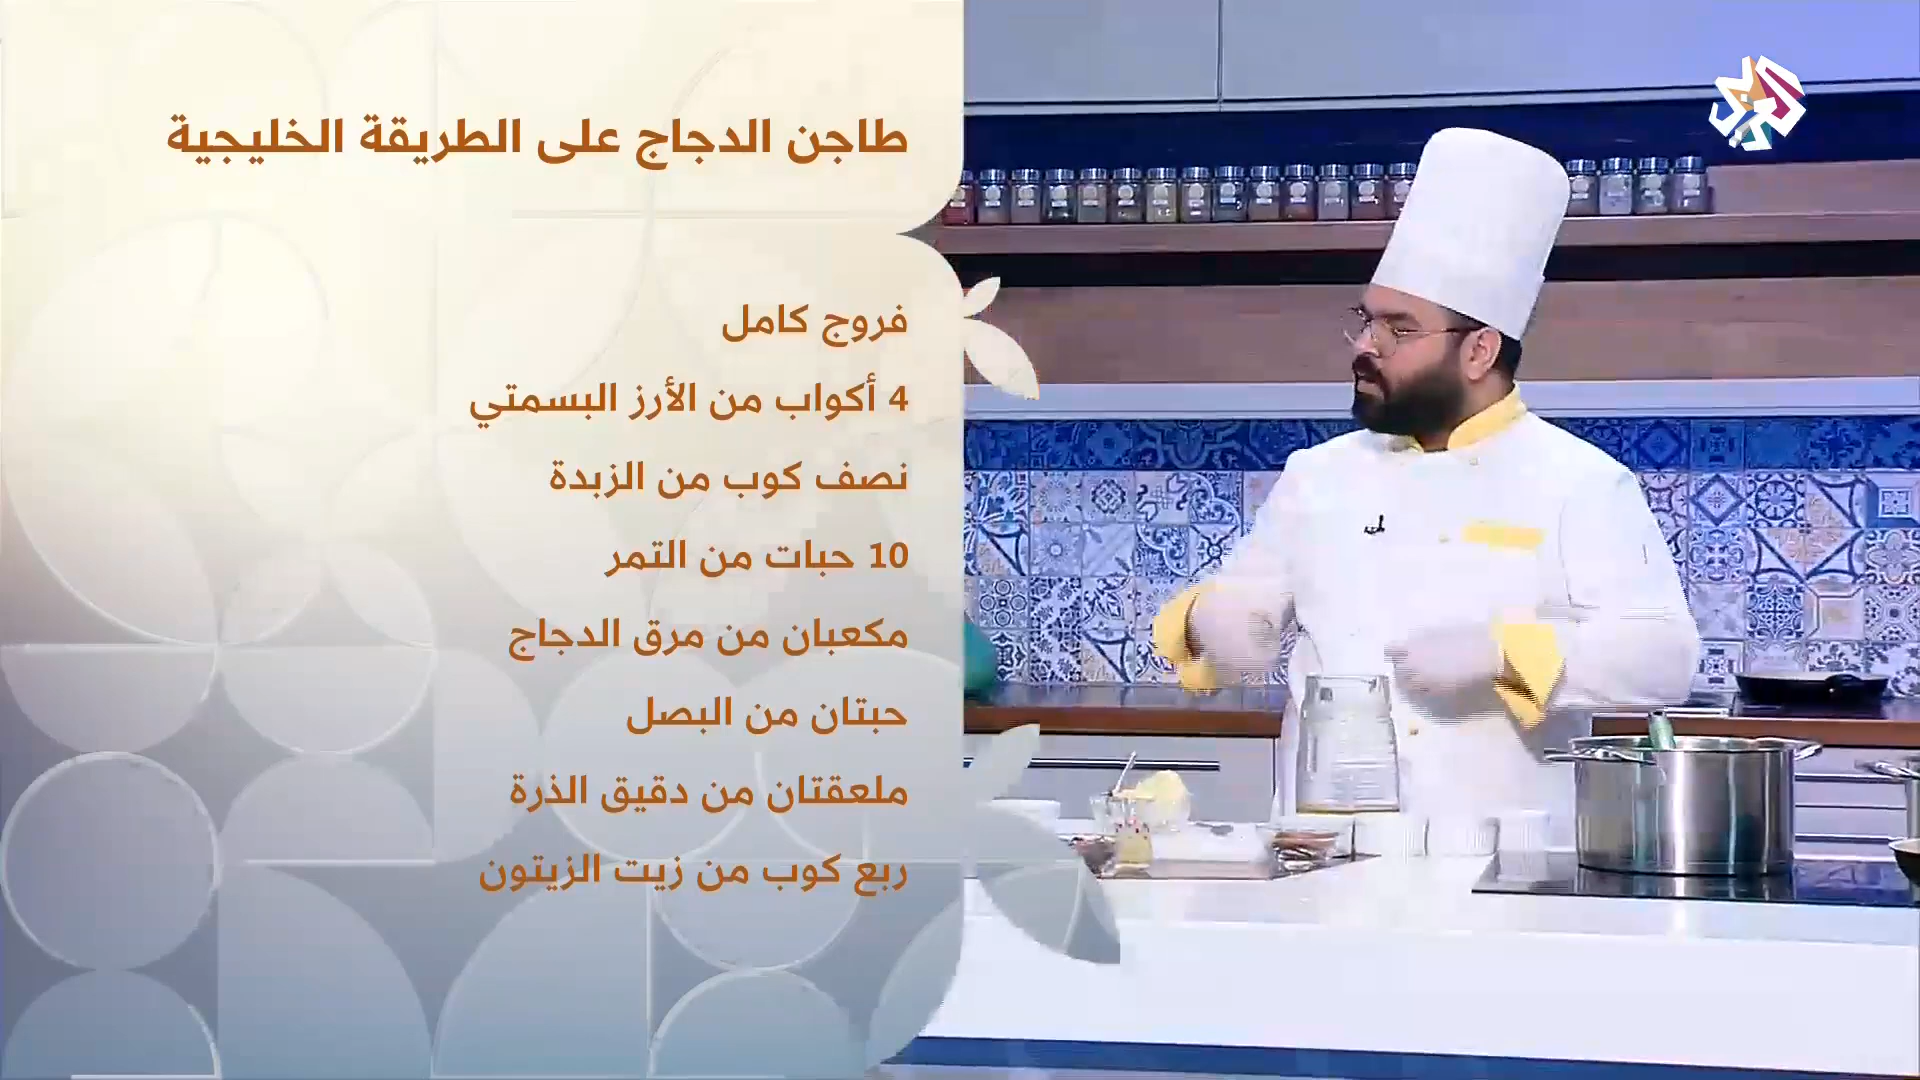 طاجن الدجاج على الطريقة الخليجية
فروج كامل
4 أكواب من الأرز البسمتي
نصف كوب من الزبدة
10 حبات من التمر
مكعبان من مرق الدجاج
حبتان من البصل
ملعقتان من دقيق الذرة
ربع كوب من زيت الزيتون